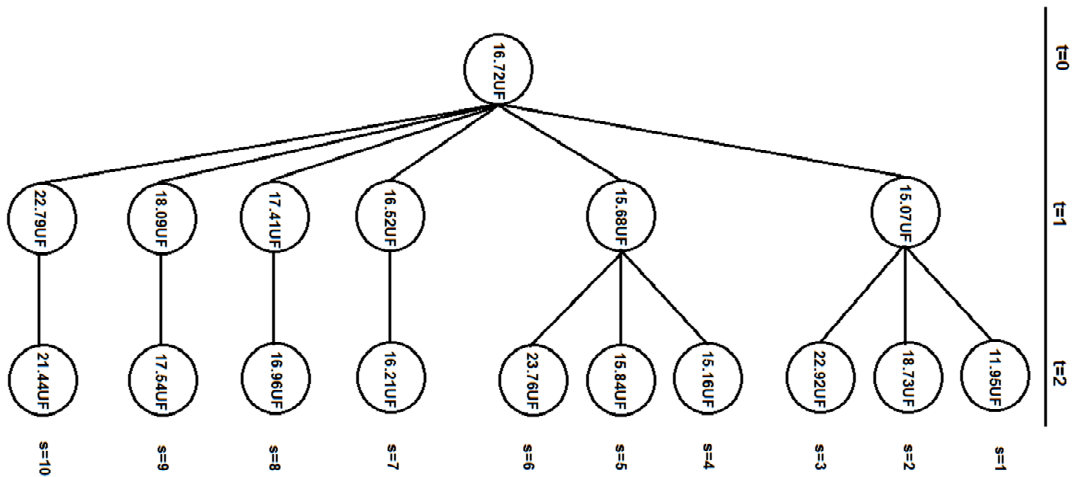 t=0
t=1
t=2
16.72UF
15.07UF
15.68UF
16.52UF
17.41UF
18.09UF
22.79UF
11.95UF
18.73UF
22.92UF
15.16UF
15.84UF
23.76UF
16.21UF
16.96UF
17.54UF
21.44UF
s=1
s=2
s=3
s=4
s=5
s=6
s=7
s=8
s=9
s=10